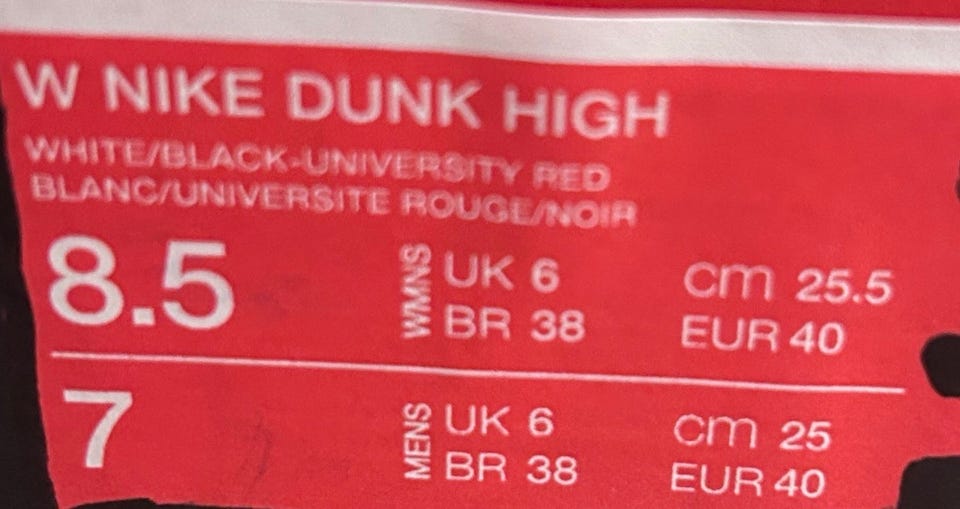 W NIKE DUNK HIGH
WHITE/BLACK-UNIVERSITY RED
BLANC/UNIVERSITE ROUGE/NOIR
8.5 WMNS UK 6 cm 25.5
BR 38 EUR 40
7 MENS UK 6 cm 25
BR 38 EUR 40